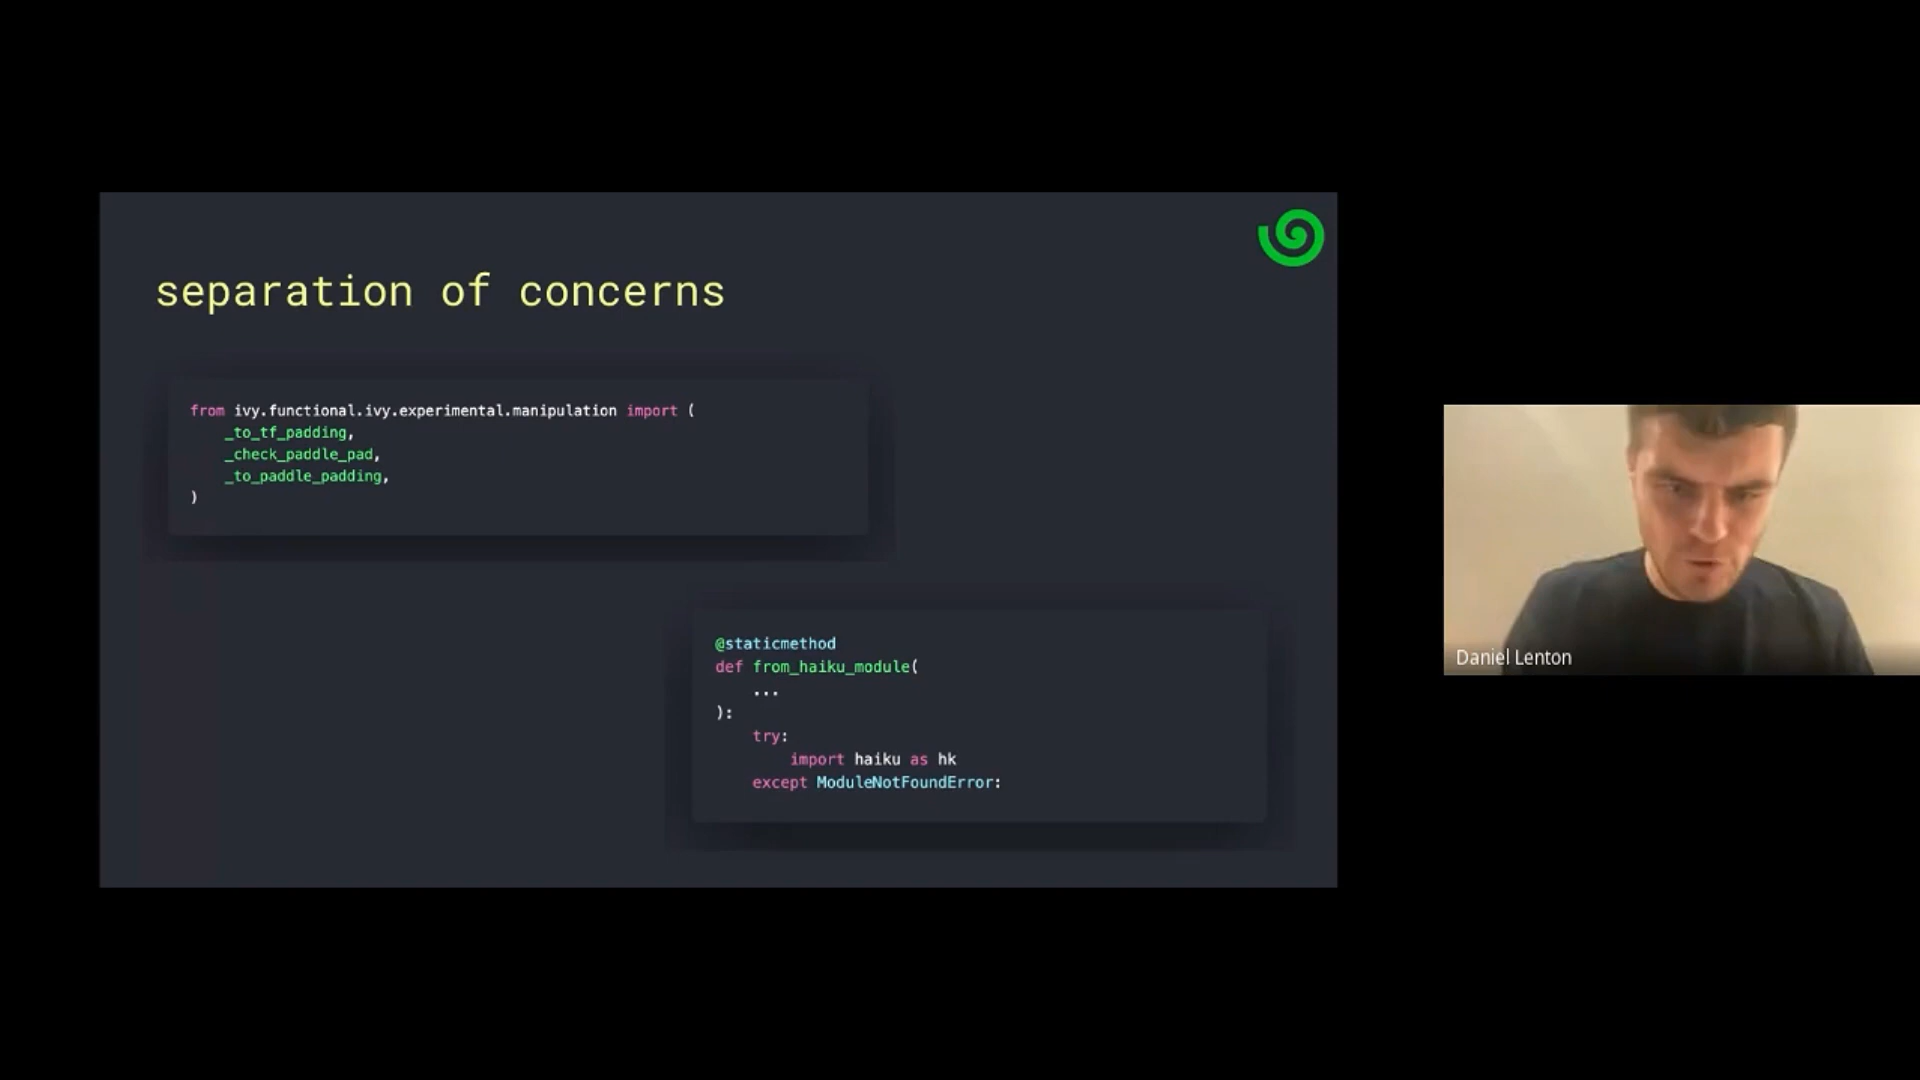 separation of concerns
from ivy.functional.ivy.experimental.manipulation import (
    _to_tf_padding,
    _check_paddle_pad,
    _to_paddle_padding,
)
@staticmethod
def from_haiku_module(
    ...
):
    try:
        import haiku as hk
    except ModuleNotFoundError:
Daniel Lenton